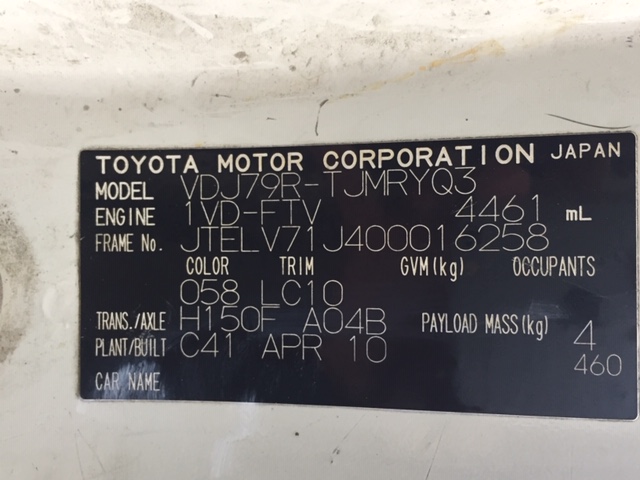 TOYOTA MOTOR CORPORATION JAPAN
MODEL VDJ79R-TJMRYQ3
ENGINE 1VD-FTV 4461 mL
FRAME No. JTELV71J400016258
COLOR TRIM GVM(kg) OCCUPANTS
058 LC10
TRANS./AXLE H150F A04B PAYLOAD MASS(kg) 4
PLANT/BUILT C41 APR 10 460
CAR NAME